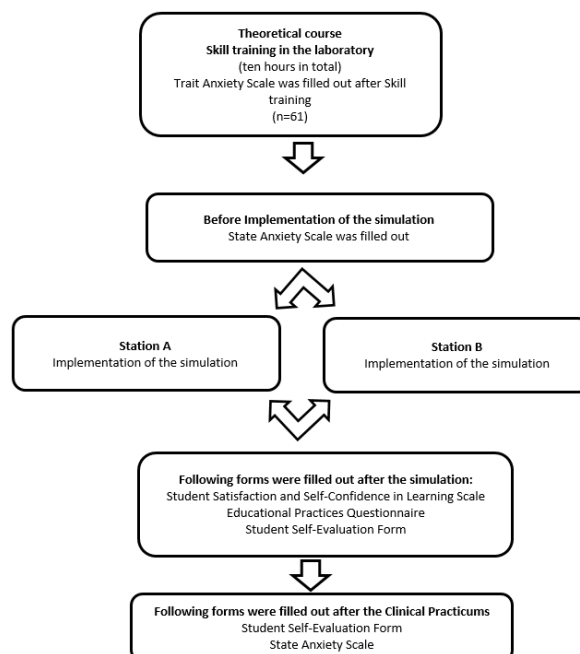 Theoretical course
Skill training in the laboratory
(ten hours in total)
Trait Anxiety Scale was filled out after Skill
training
(n=61)
Before Implementation of the simulation
State Anxiety Scale was filled out
Station A
Implementation of the simulation
Station B
Implementation of the simulation
Following forms were filled out after the simulation:
Student Satisfaction and Self-Confidence in Learning Scale
Educational Practices Questionnaire
Student Self-Evaluation Form
Following forms were filled out after the Clinical Practicums
Student Self-Evaluation Form
State Anxiety Scale